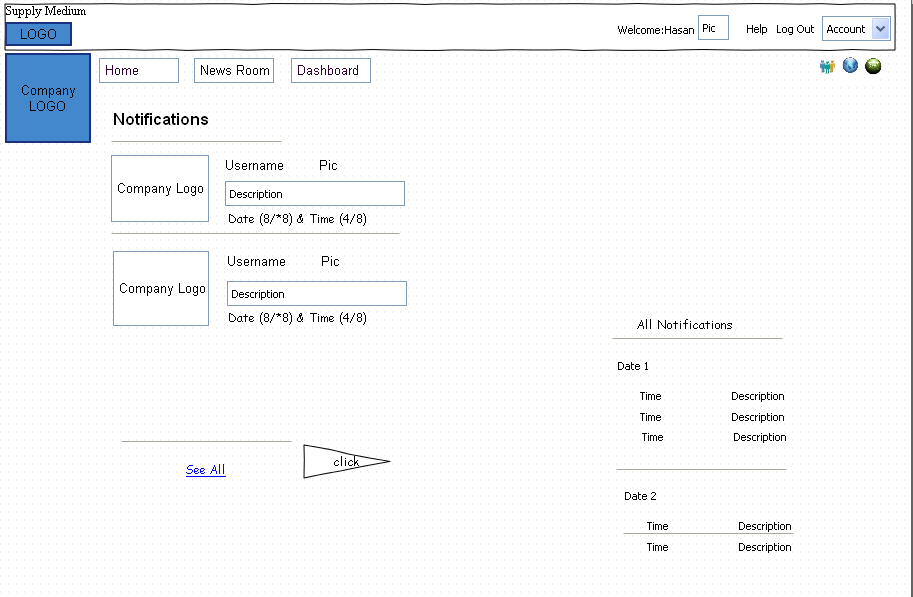 Supply Medium
LOGO
Welcome:Hasan Pic Help Log Out Account
Company
LOGO
Home News Room Dashboard
Notifications
Company Logo
Username Pic
Description
Date (8/*8) & Time (4/8)
Company Logo
Username Pic
Description
Date (8/*8) & Time (4/8)
See All
click
All Notifications
Date 1
Time Description
Time Description
Time Description
Date 2
Time Description
Time Description